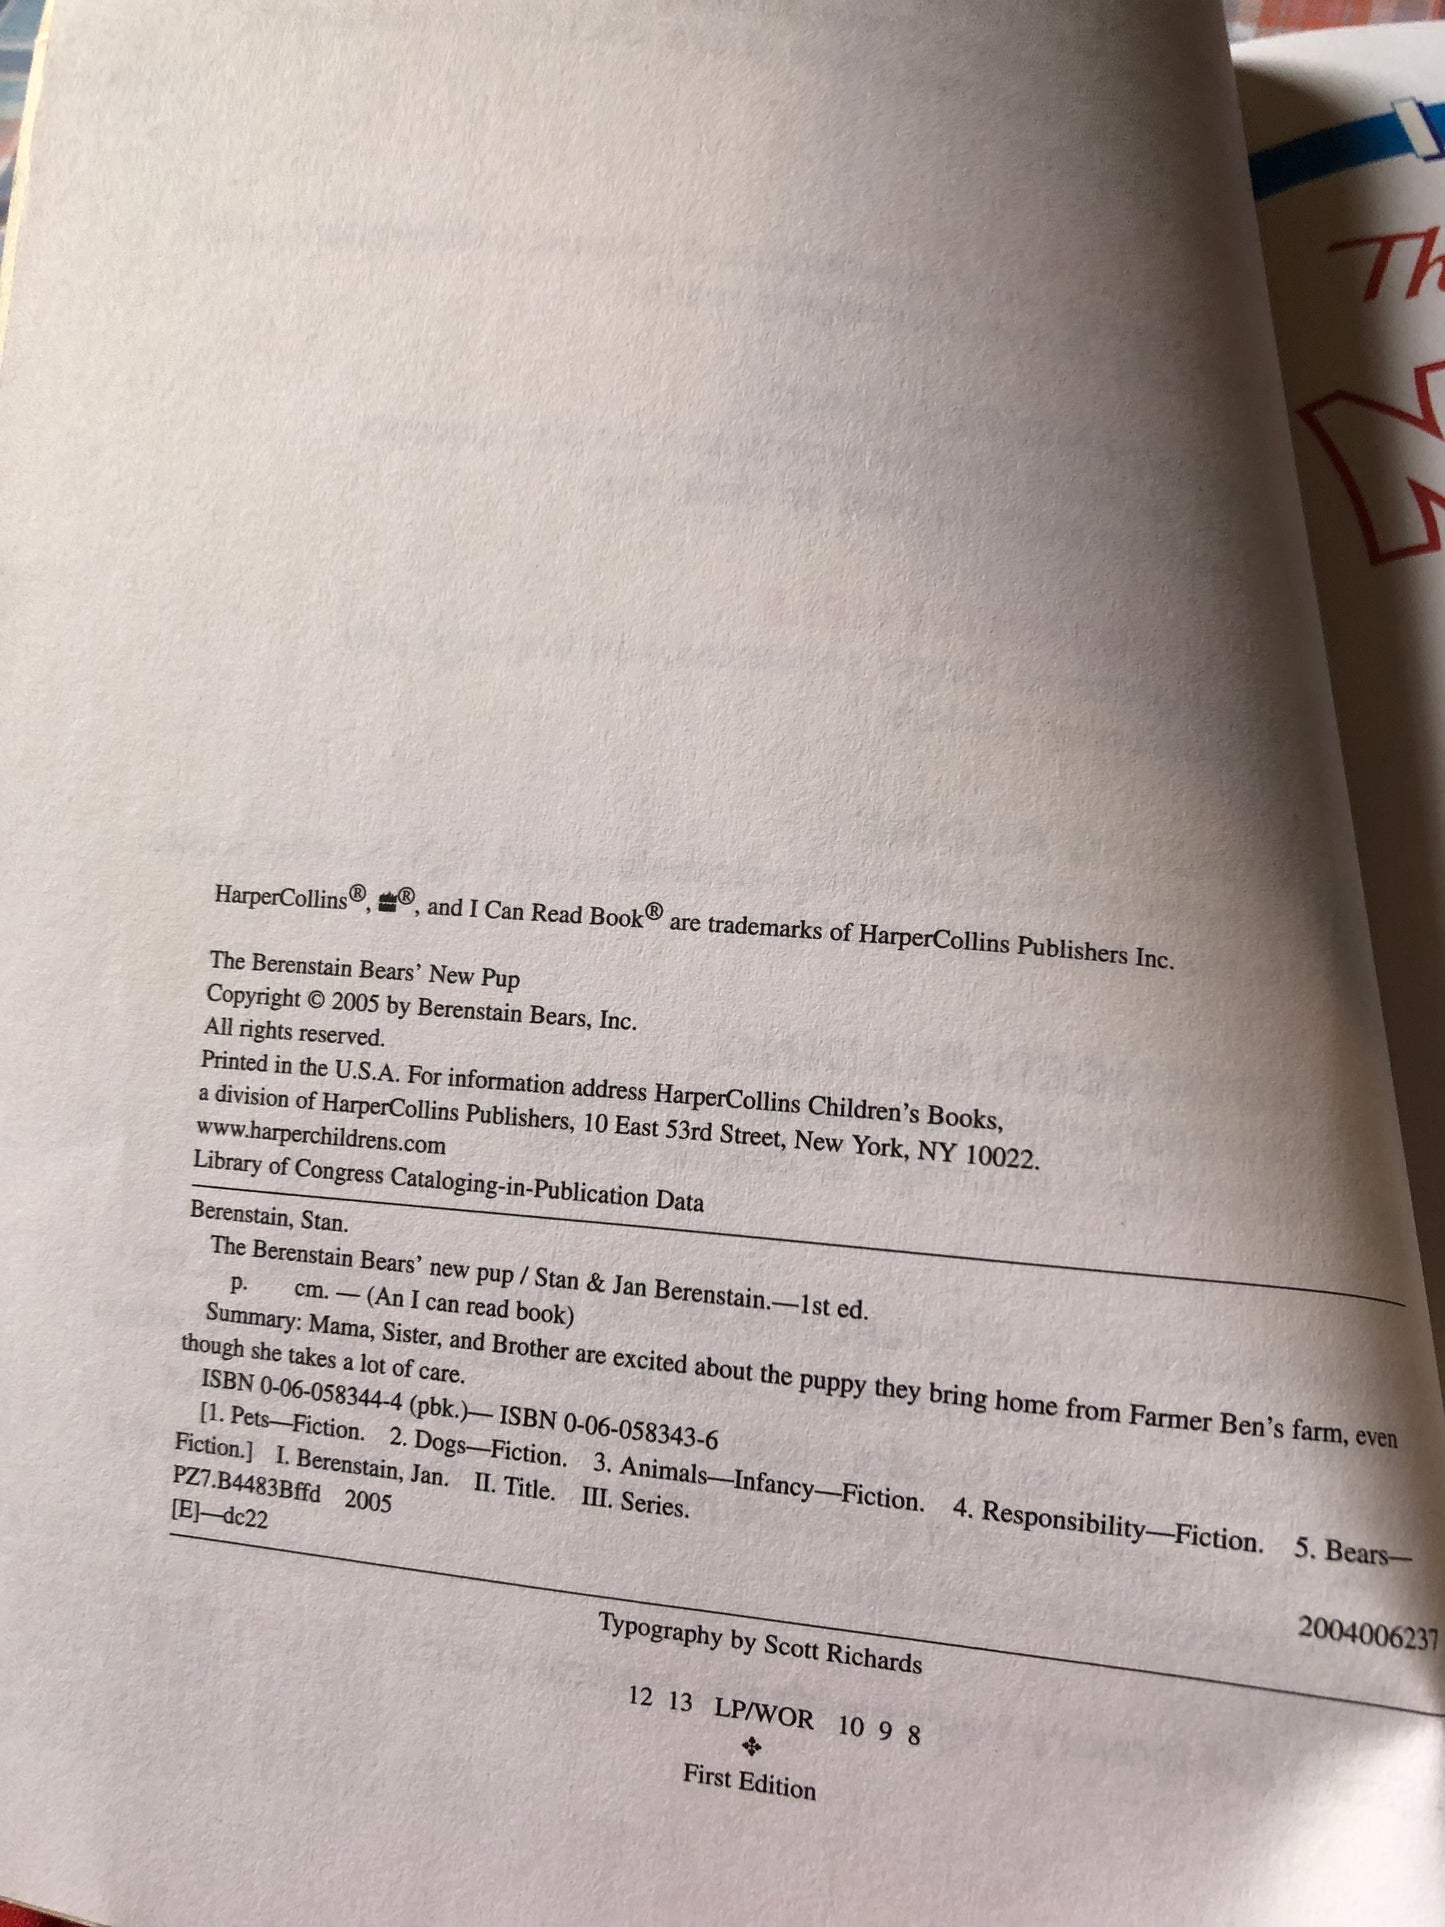 HarperCollins®, ®, and I Can Read Book® are trademarks of HarperCollins Publishers Inc.
The Berenstain Bears’ New Pup
Copyright © 2005 by Berenstain Bears, Inc.
All rights reserved.
Printed in the U.S.A. For information address HarperCollins Children’s Books,
a division of HarperCollins Publishers, 10 East 53rd Street, New York, NY 10022.
www.harperchildrens.com
Library of Congress Cataloging-in-Publication Data
Berenstain, Stan.
The Berenstain Bears’ new pup / Stan & Jan Berenstain.—1st ed.
p. cm. — (An I can read book)
Summary: Mama, Sister, and Brother are excited about the puppy they bring home from Farmer Ben’s farm, even
though she takes a lot of care.
ISBN 0-06-058344-4 (pbk.)— ISBN 0-06-058343-6
[1. Pets—Fiction. 2. Dogs—Fiction. 3. Animals—Infancy—Fiction. 4. Responsibility—Fiction. 5. Bears—
Fiction.] I. Berenstain, Jan. II. Title. III. Series.
PZ7.B4483Bffd 2005
[E]—dc22
2004006237
Typography by Scott Richards
12 13 LP/WOR 10 9 8
First Edition
Th